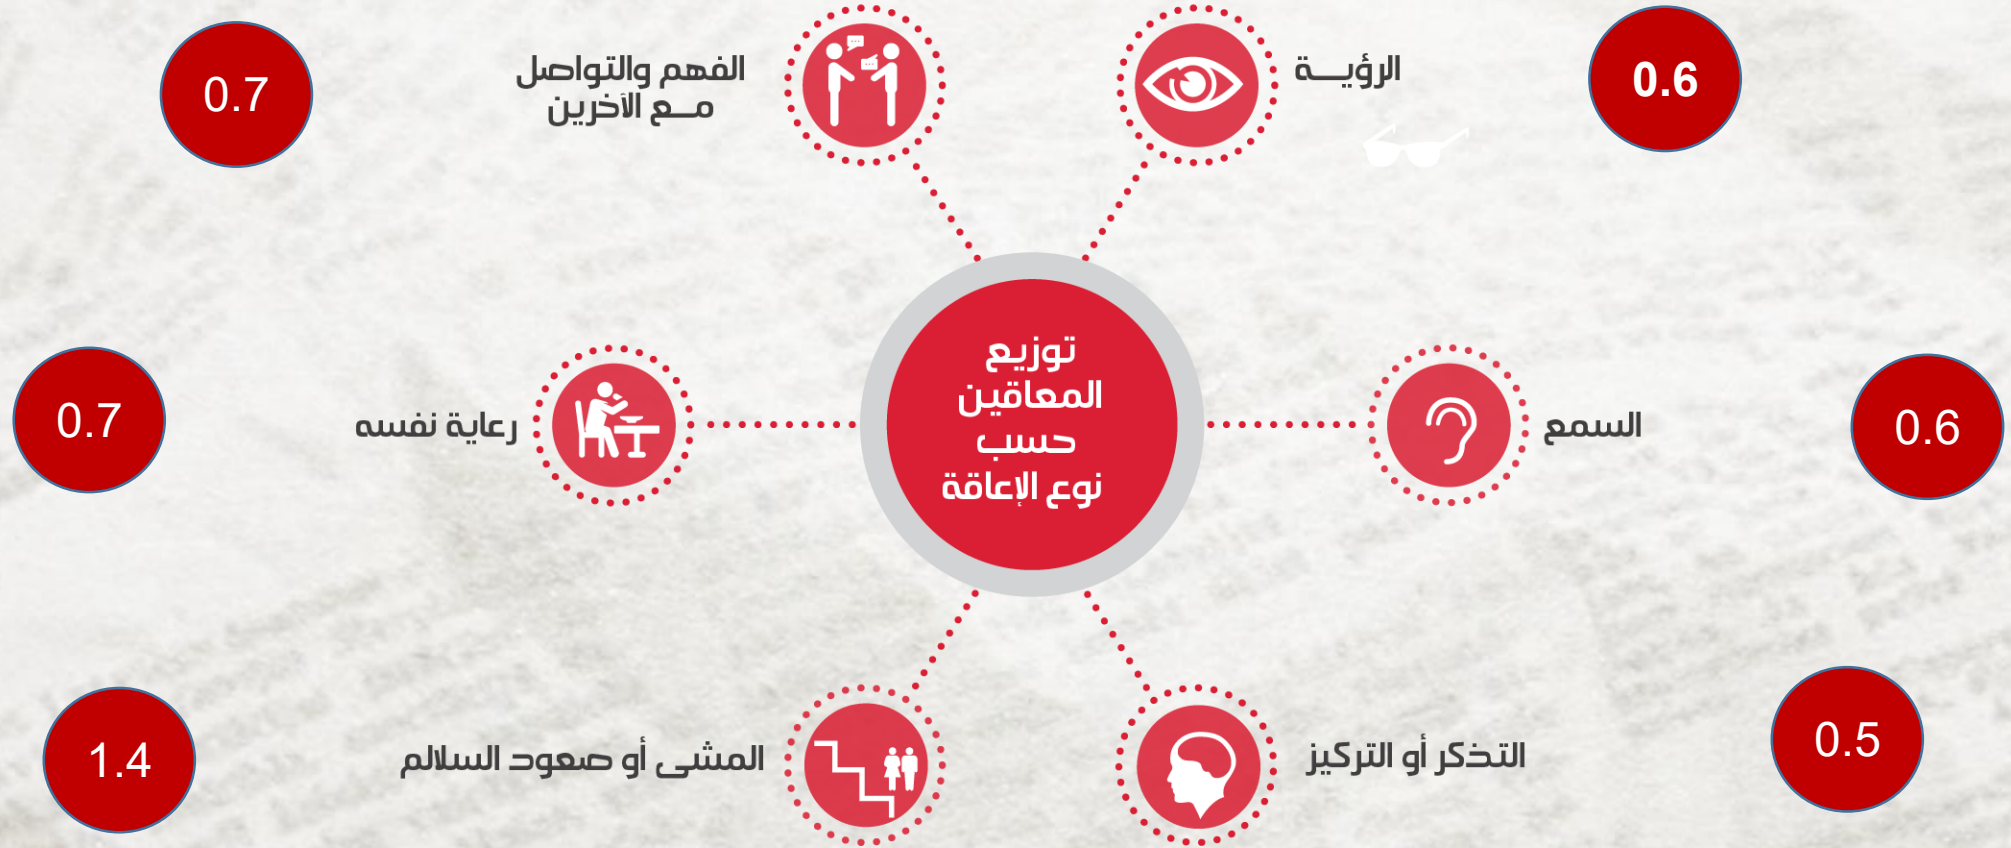 0.6
الرؤيــة
الفهم والتواصل
مــع الآخرين
0.7
توزيع
المعاقين
حسب
نوع الإعاقة
0.6
السمع
رعاية نفسه
0.7
0.5
التذكر أو التركيز
المشى أو صعود السلالم
1.4